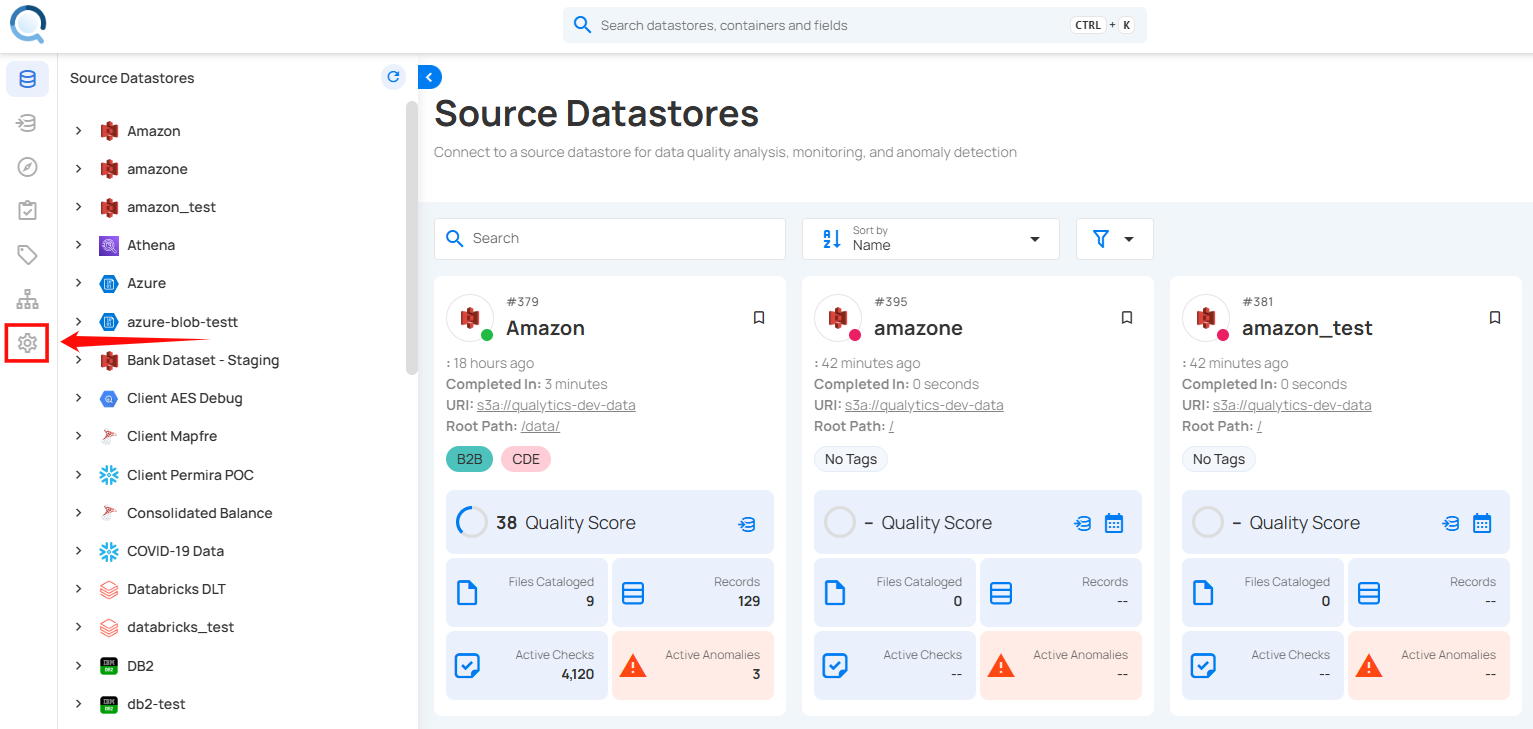 Search datastores, containers and fields
CTRL + K
Source Datastores
Amazon
amazone
amazon_test
Athena
Azure
azure-blob-testt
Bank Dataset - Staging
Client AES Debug
Client Mapfre
Client Permira POC
Consolidated Balance
COVID-19 Data
Databricks DLT
databricks_test
DB2
db2-test
Source Datastores
Connect to a source datastore for data quality analysis, monitoring, and anomaly detection
Search
Sort by
Name
#379
Amazon
: 18 hours ago
Completed In: 3 minutes
URI: s3a://qualytics-dev-data
Root Path: /data/
B2B CDE
38 Quality Score
Files Cataloged
9
Records
129
Active Checks
4,120
Active Anomalies
3
#395
amazone
: 42 minutes ago
Completed In: 0 seconds
URI: s3a://qualytics-dev-data
Root Path: /
No Tags
– Quality Score
Files Cataloged
0
Records
--
Active Checks
--
Active Anomalies
--
#381
amazon_test
: 42 minutes ago
Completed In: 0 seconds
URI: s3a://qualytics-dev-data
Root Path: /
No Tags
– Quality Score
Files Cataloged
0
Records
--
Active Checks
--
Active Anomalies
--